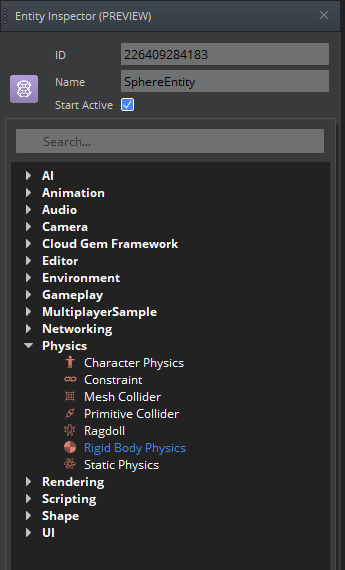 Entity Inspector (PREVIEW)
ID 226409284183
Name SphereEntity
Start Active
Search...
AI
Animation
Audio
Camera
Cloud Gem Framework
Editor
Environment
Gameplay
MultiplayerSample
Networking
Physics
Character Physics
Constraint
Mesh Collider
Primitive Collider
Ragdoll
Rigid Body Physics
Static Physics
Rendering
Scripting
Shape
UI